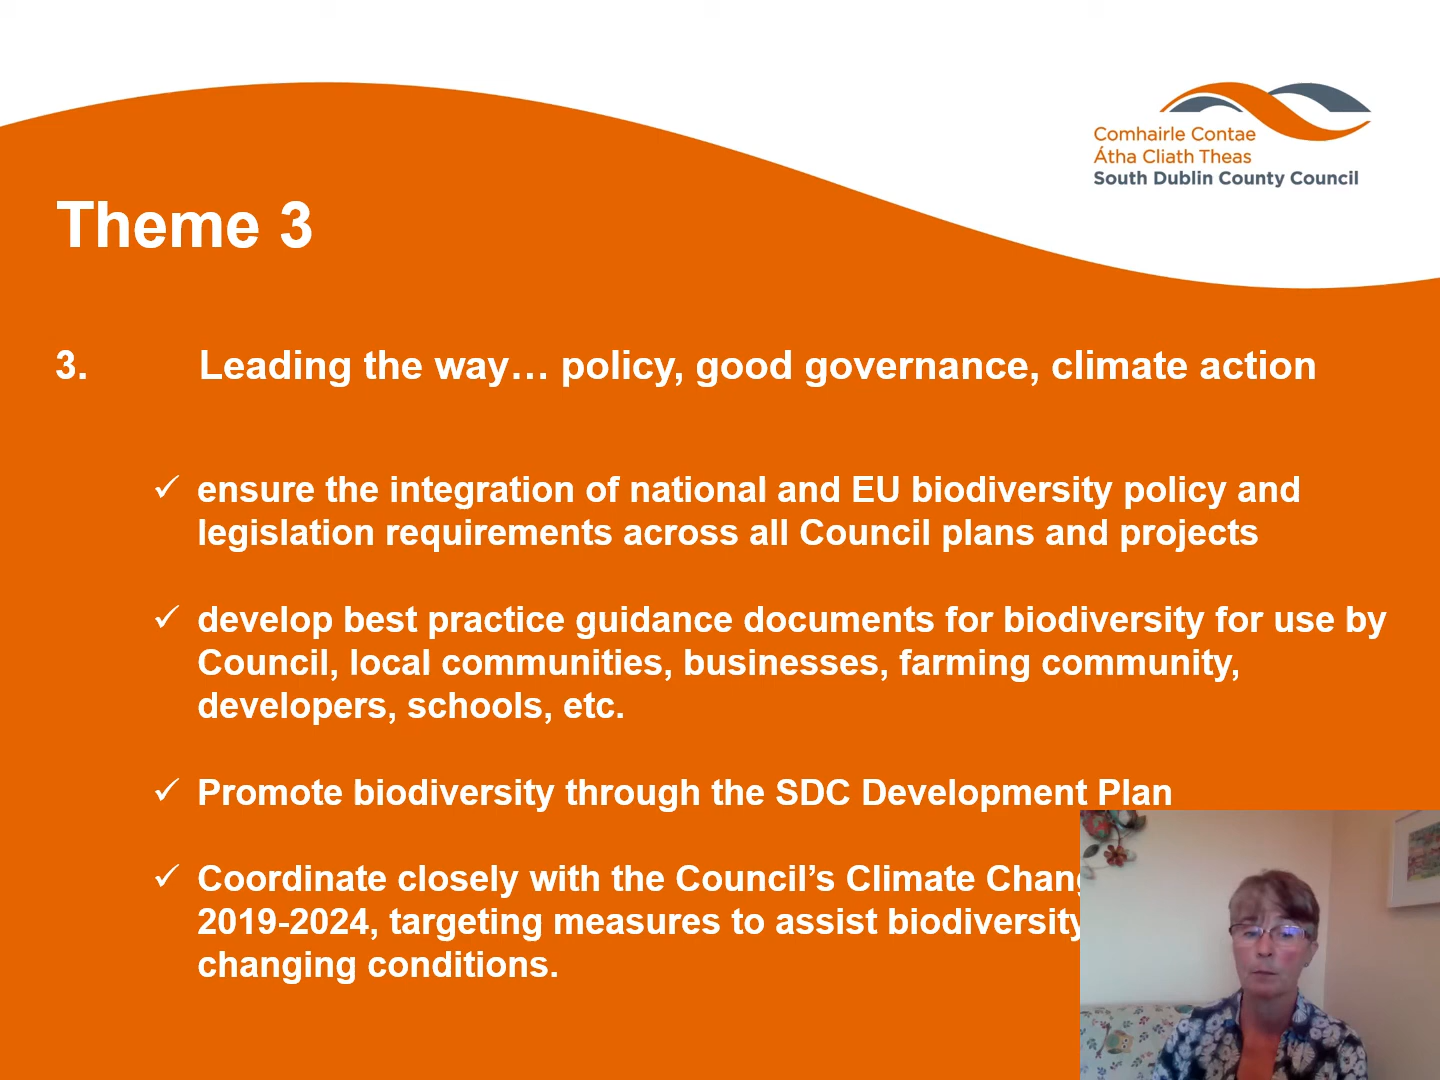 Comhairle Contae
Átha Cliath Theas
South Dublin County Council
Theme 3
3. Leading the way… policy, good governance, climate action
✓ ensure the integration of national and EU biodiversity policy and
legislation requirements across all Council plans and projects
✓ develop best practice guidance documents for biodiversity for use by
Council, local communities, businesses, farming community,
developers, schools, etc.
✓ Promote biodiversity through the SDC Development Plan
✓ Coordinate closely with the Council’s Climate
2019-2024, targeting measures to assist biodiversity
changing conditions.